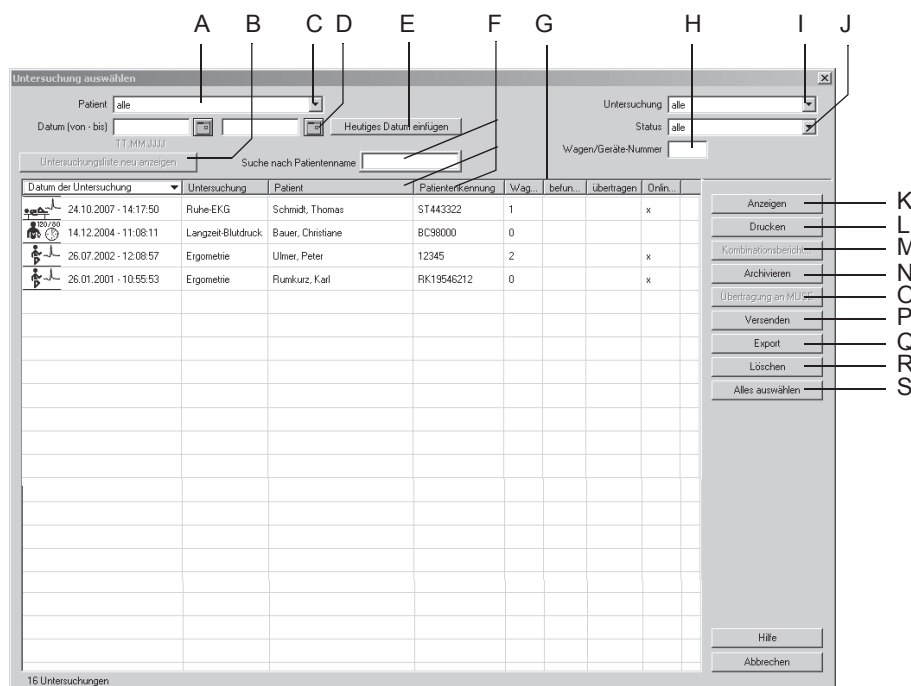 A B C D E F G H I J
Untersuchung auswählen
Patient alle Untersuchung alle
Datum (von - bis) Heutiges Datum einfügen Status alle
TT.MM.JJJJ Wagen/Geräte-Nummer
Untersuchungsliste neu anzeigen Suche nach Patientenname
Datum der Untersuchung Untersuchung Patient Patientenkennung Wag... befun... übertragen Onlin...
24.10.2007 - 14:17:50 Ruhe-EKG Schmidt, Thomas ST443322 1 x
120/80 14.12.2004 - 11:08:11 Langzeit-Blutdruck Bauer, Christiane BC98000 0
26.07.2002 - 12:08:57 Ergometrie Ulmer, Peter 12345 2 x
26.01.2001 - 10:55:53 Ergometrie Rumkurz, Karl RK19546212 0 x
Anzeigen K
Drucken L
Kombinationsbericht... M
Archivieren N
Übertragung an MUSE O
Versenden P
Export Q
Löschen R
Alles auswählen S
Hilfe
Abbrechen
16 Untersuchungen